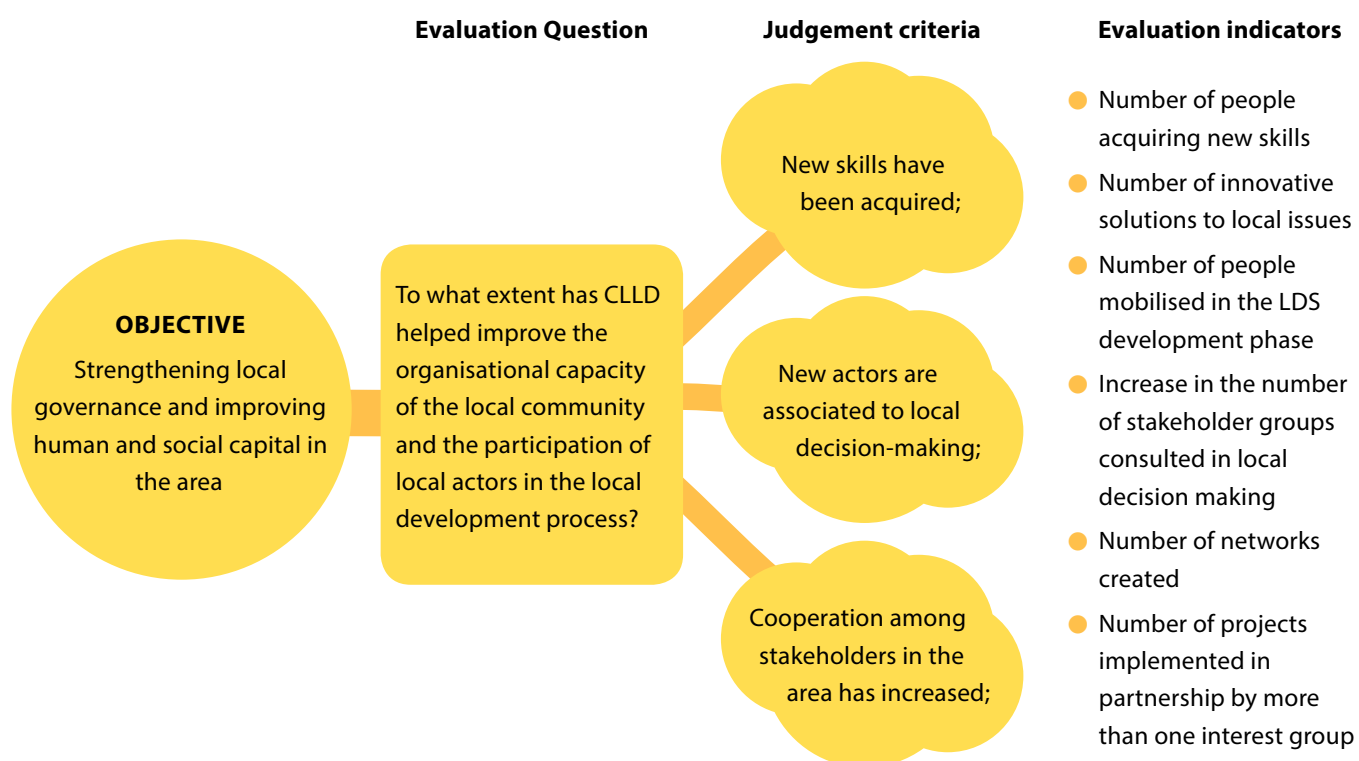 Evaluation Question
Judgement criteria
Evaluation indicators
OBJECTIVE
Strengthening local
governance and improving
human and social capital in
the area
To what extent has CLLD
helped improve the
organisational capacity
of the local community
and the participation of
local actors in the local
development process?
New skills have
been acquired;
New actors are
associated to local
decision-making;
Cooperation among
stakeholders in the
area has increased;
Number of people
acquiring new skills
Number of innovative
solutions to local issues
Number of people
mobilised in the LDS
development phase
Increase in the number
of stakeholder groups
consulted in local
decision making
Number of networks
created
Number of projects
implemented in
partnership by more
than one interest group